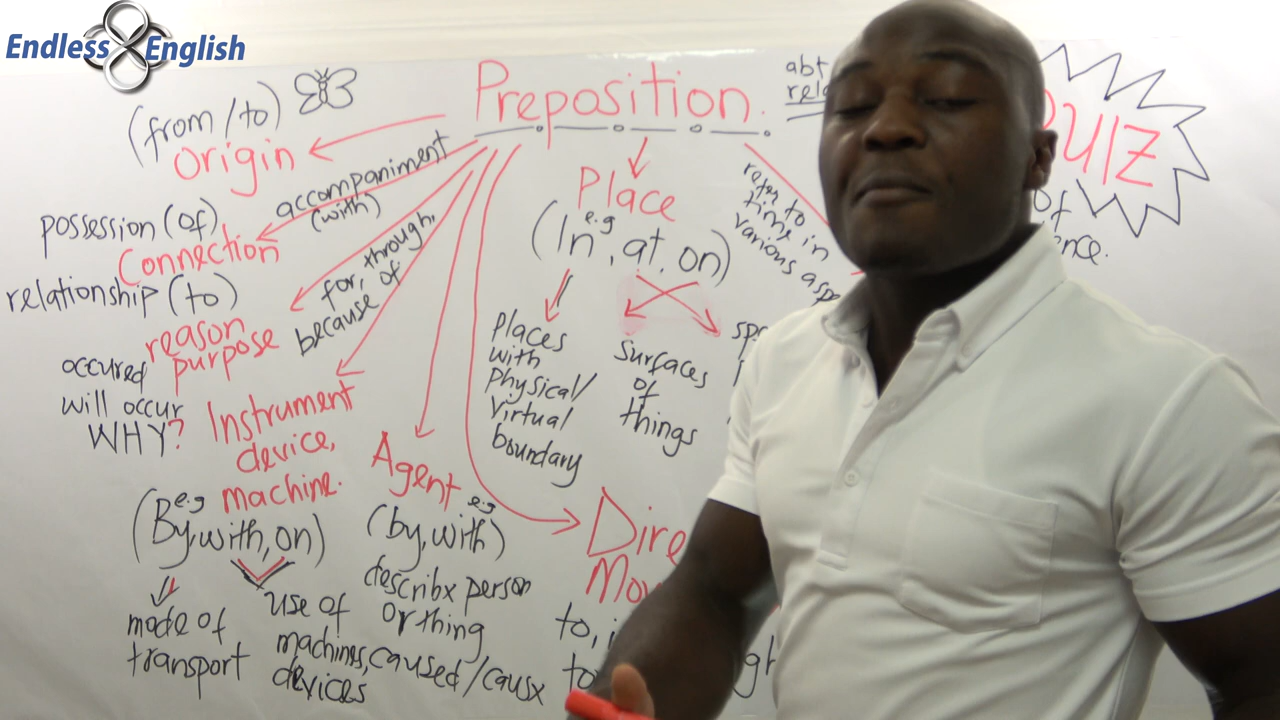 Endless English
Preposition.
(from/to)
origin
accompaniment
(with)
possession (of)
Connection
relationship (to)
for, through,
because of
reason
purpose
occured
will occur
WHY?
Instrument
device,
machine.
e.g
(By, with, on)
mode of
transport
use of
machines,
devices
Agent
e.g
(by, with)
describx person
or thing
caused/causx
Place
e.g
(In, at, on)
Places
with
physical/
virtual
boundary
surfaces
of
things
refer to
time in
various
abt
QUIZ
of
to,